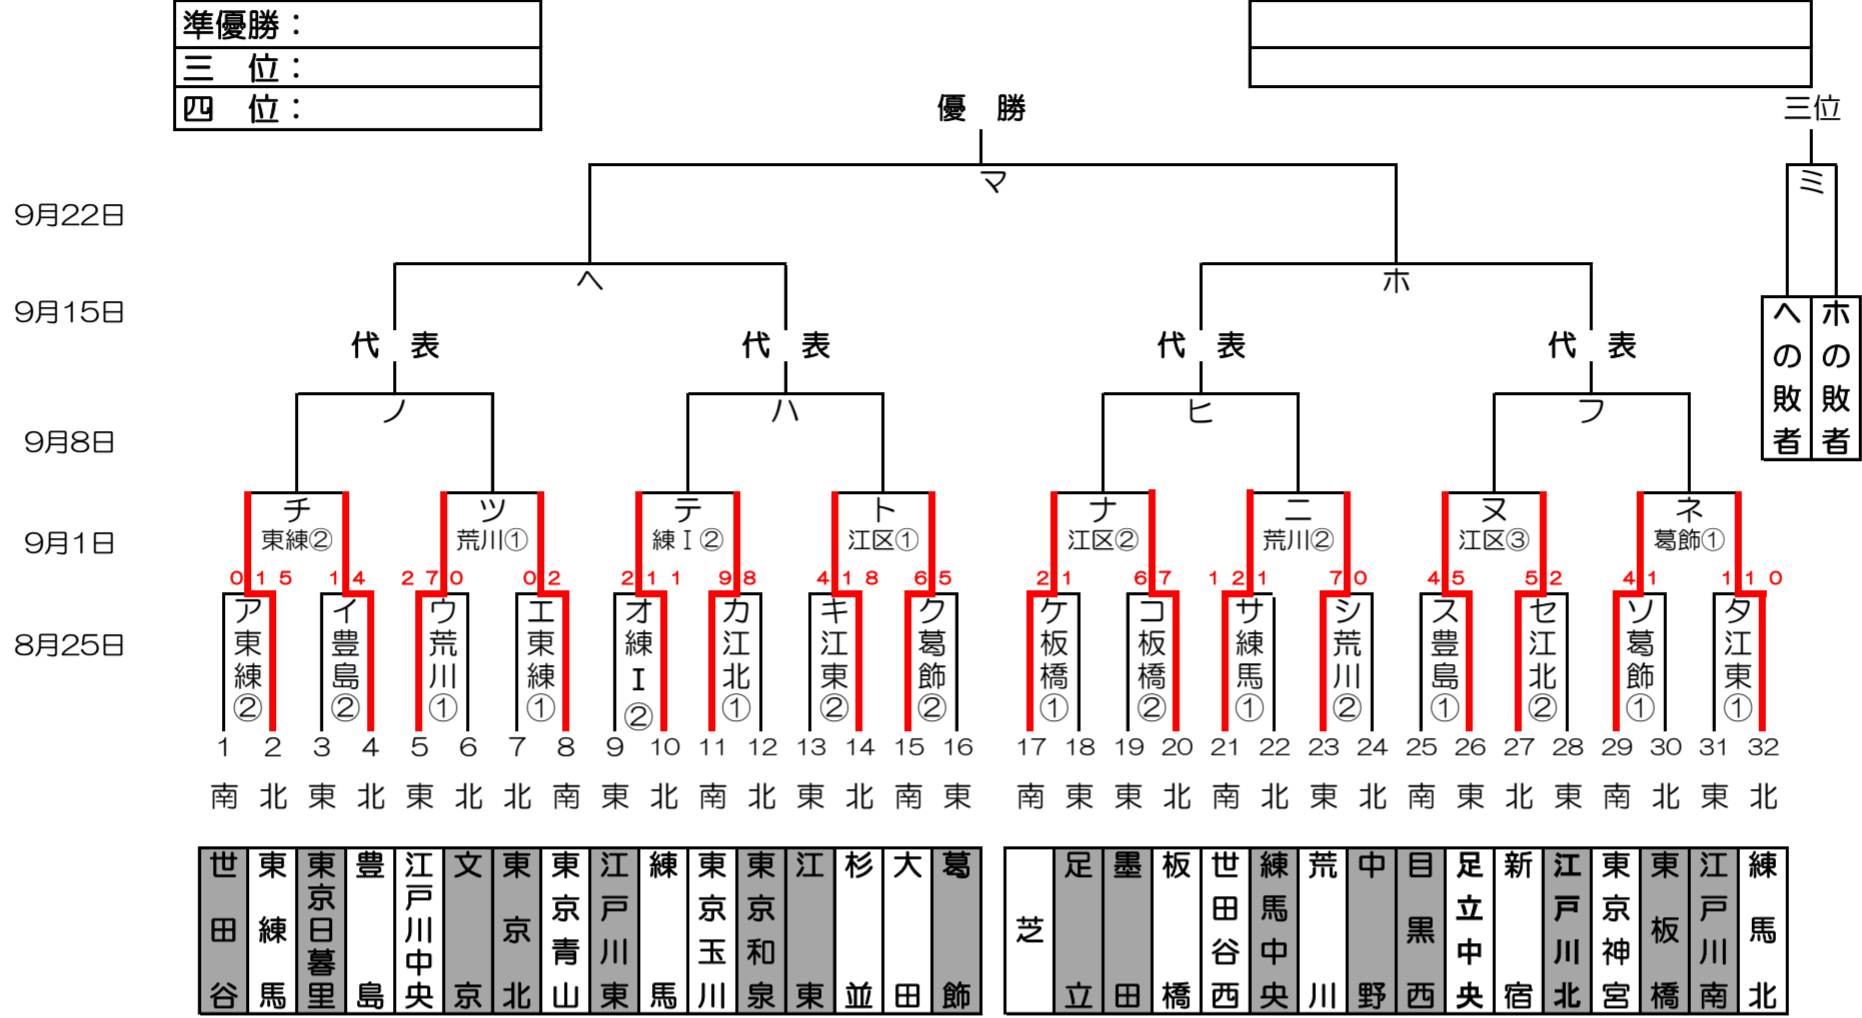 準優勝：
三　位：
四　位：
優　勝
三位
マ
ミ
9月22日
ヘ
ホ
9月15日
代　表
代　表
代　表
代　表
への敗者
ホの敗者
ノ
ハ
ヒ
フ
9月8日
チ
ツ
テ
ト
ナ
ニ
ヌ
ネ
9月1日
東練②
荒川①
練Ⅰ②
江区①
江区②
荒川②
江区③
葛飾①
0 15
1 4
27 0
0 2
2 11
9 8
4 18
6 5
2 1
6 7
12 1
7 0
4 5
5 2
4 1
1 10
8月25日
ア東練②
イ豊島②
ウ荒川①
エ東練①
オ練Ⅰ②
カ江北①
キ江東②
ク葛飾②
ケ板橋①
コ板橋②
サ練馬①
シ荒川②
ス豊島①
セ江北②
ソ葛飾①
タ江東①
1 2 3 4 5 6 7 8 9 10 11 12 13 14 15 16 17 18 19 20 21 22 23 24 25 26 27 28 29 30 31 32
南 北 東 北 東 北 北 南 東 北 南 北 東 北 南 東 南 東 東 北 南 北 東 北 南 東 北 東 南 北 東 北
世田谷
東練馬
東京日暮里
豊島
江戸川中央
文京
東京北
東京青山
江戸川東
練馬
東京玉川
東京和泉
江東
杉並
大田
葛飾
芝
足立
墨田
板橋
世田谷西
練馬中央
荒川
中野
目黒西
足立中央
新宿
江戸川北
東京神宮
東板橋
江戸川南
練馬北